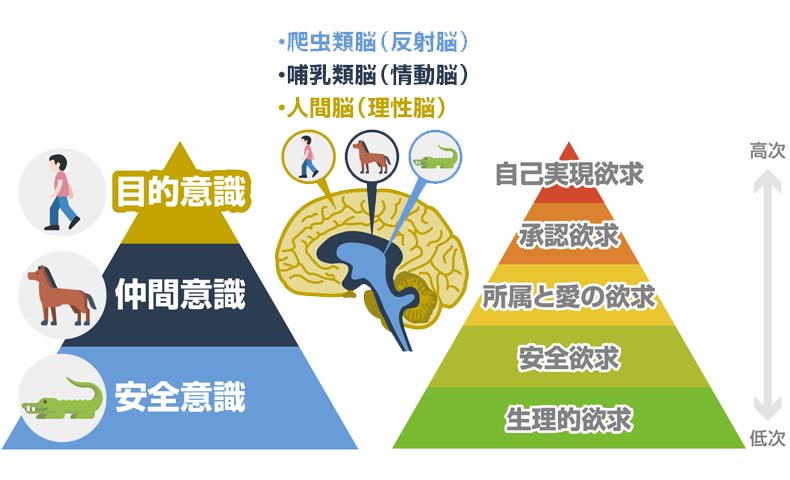 ・爬虫類脳（反射脳）
・哺乳類脳（情動脳）
・人間脳（理性脳）
目的意識
仲間意識
安全意識
自己実現欲求
承認欲求
所属と愛の欲求
安全欲求
生理的欲求
高次
低次